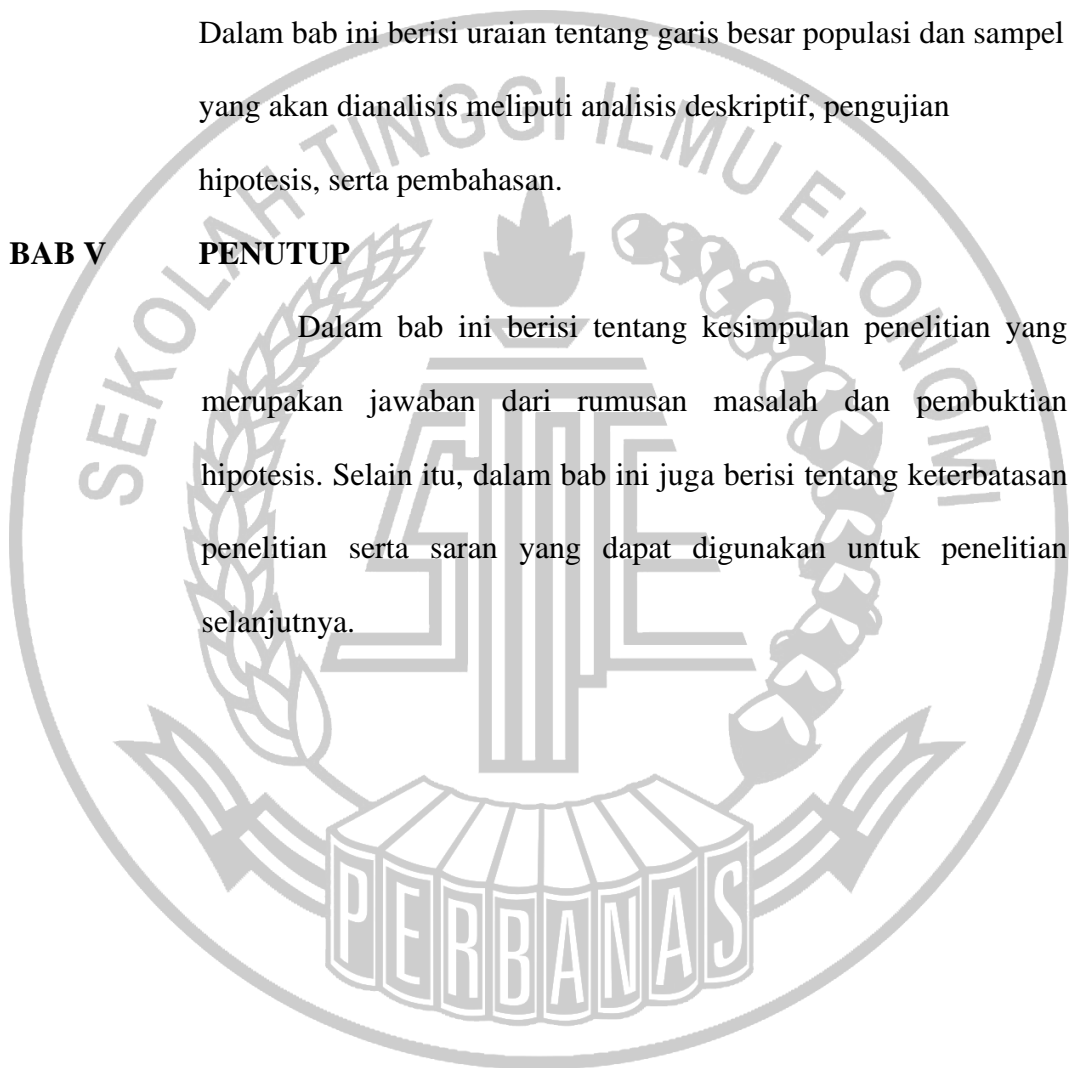 Dalam bab ini berisi uraian tentang garis besar populasi dan sampel
yang akan dianalisis meliputi analisis deskriptif, pengujian
hipotesis, serta pembahasan.
BAB V PENUTUP
Dalam bab ini berisi tentang kesimpulan penelitian yang
merupakan jawaban dari rumusan masalah dan pembuktian
hipotesis. Selain itu, dalam bab ini juga berisi tentang keterbatasan
penelitian serta saran yang dapat digunakan untuk penelitian
selanjutnya.
SEKOLAH TINGGI ILMU EKONOMI
STIE
PERBANAS